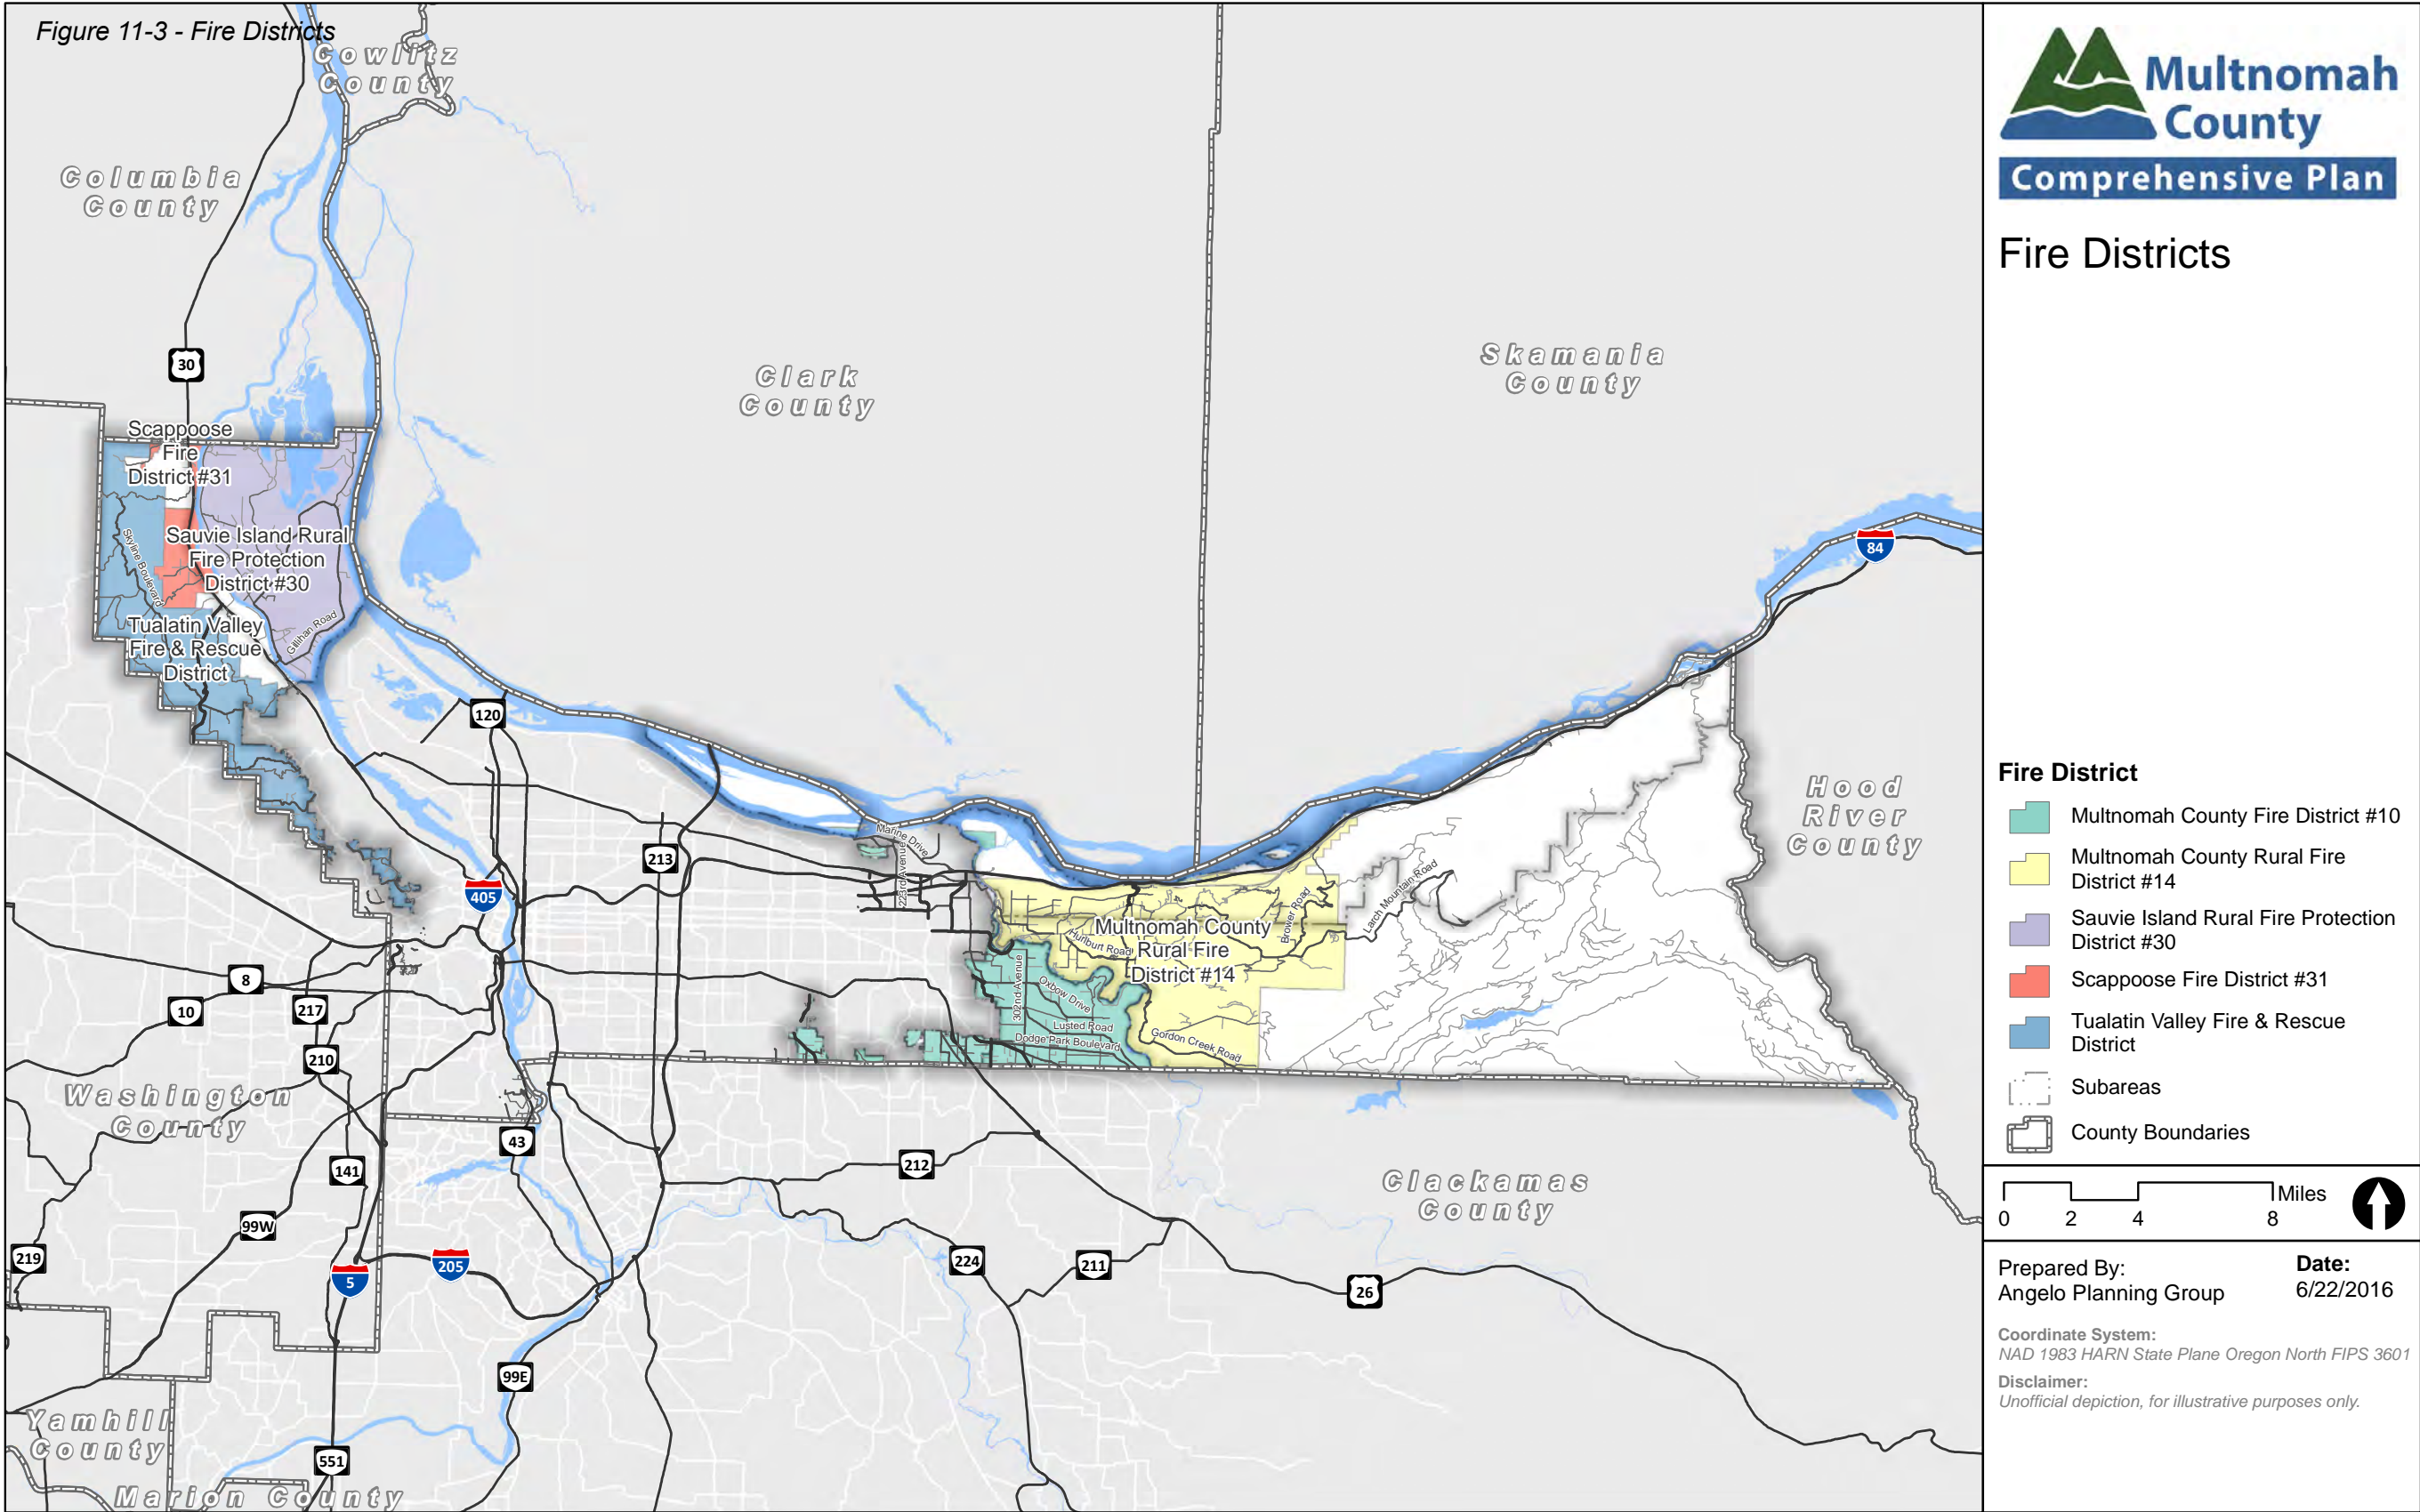 Figure 11-3 - Fire Districts
Cowlitz
County
Columbia
County
30
Clark
County
Skamania
County
84
Scappoose
Fire
District #31
Sauvie Island Rural
Fire Protection
District #30
Skyline Boulevard
Gillihan Road
Tualatin Valley
Fire & Rescue
District
120
213
405
Marine Drive
223rd Avenue
Hood
River
County
Larch Mountain Road
Brower Road
Multnomah County
Rural Fire
District #14
Hurlburt Road
302nd Avenue
Oxbow Drive
Lusted Road
Dodge Park Boulevard
Gordon Creek Road
8
10
217
210
Washington
County
43
141
212
Clackamas
County
99W
219
5
205
224
211
26
99E
Yamhill
County
551
Marion County
Multnomah
County
Comprehensive Plan
Fire Districts
Fire District
Multnomah County Fire District #10
Multnomah County Rural Fire
District #14
Sauvie Island Rural Fire Protection
District #30
Scappoose Fire District #31
Tualatin Valley Fire & Rescue
District
Subareas
County Boundaries
Miles
0 2 4 8
Prepared By:
Angelo Planning Group
Date:
6/22/2016
Coordinate System:
NAD 1983 HARN State Plane Oregon North FIPS 3601
Disclaimer:
Unofficial depiction, for illustrative purposes only.